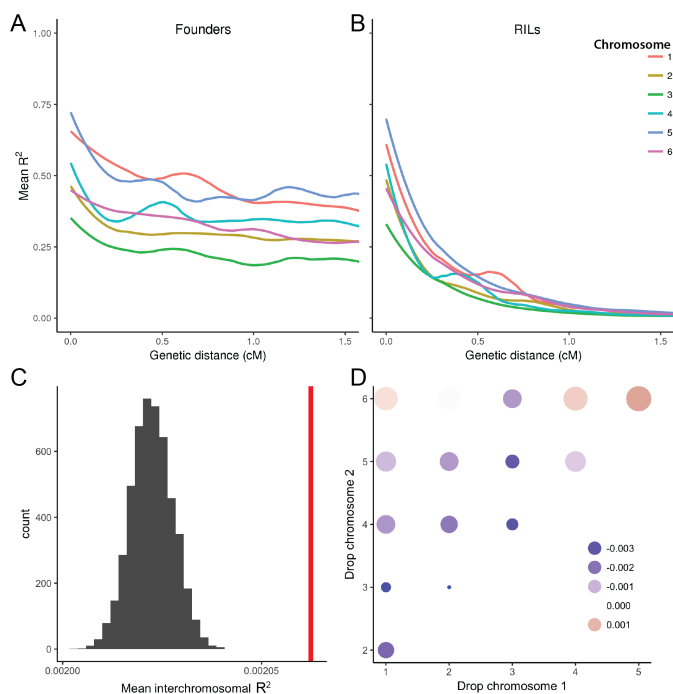 A
Founders
Mean R²
1.00
0.75
0.50
0.25
0.00
0.0
0.5
1.0
1.5
Genetic distance (cM)
B
RILs
Chromosome
1
2
3
4
5
6
0.0
0.5
1.0
1.5
Genetic distance (cM)
C
count
600
400
200
0
0.00200
0.00205
Mean interchromosomal R²
D
Drop chromosome 2
6
5
4
3
2
-0.003
-0.002
-0.001
0.000
0.001
1
2
3
4
5
Drop chromosome 1